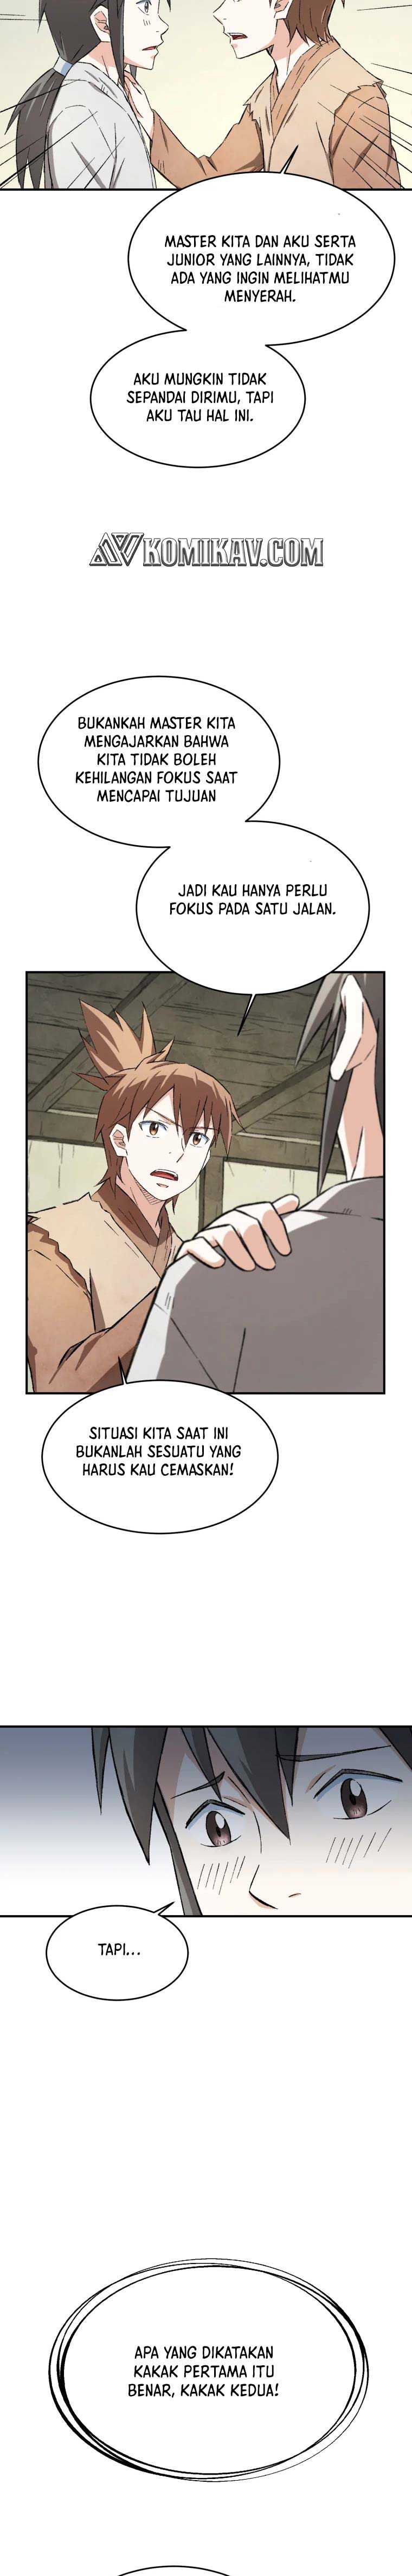 MASTER KITA DAN AKU SERTA
JUNIOR YANG LAINNYA, TIDAK
ADA YANG INGIN MELIHATMU
MENYERAH.
AKU MUNGKIN TIDAK
SEPANDAI DIRIMU, TAPI
AKU TAU HAL INI.
KOMIKAV.COM
BUKANKAH MASTER KITA
MENGAJARKAN BAHWA
KITA TIDAK BOLEH
KEHILANGAN FOKUS SAAT
MENCAPAI TUJUAN
JADI KAU HANYA PERLU
FOKUS PADA SATU JALAN.
SITUASI KITA SAAT INI
BUKANLAH SESUATU YANG
HARUS KAU CEMASKAN!
TAPI...
APA YANG DIKATAKAN
KAKAK PERTAMA ITU
BENAR, KAKAK KEDUA!